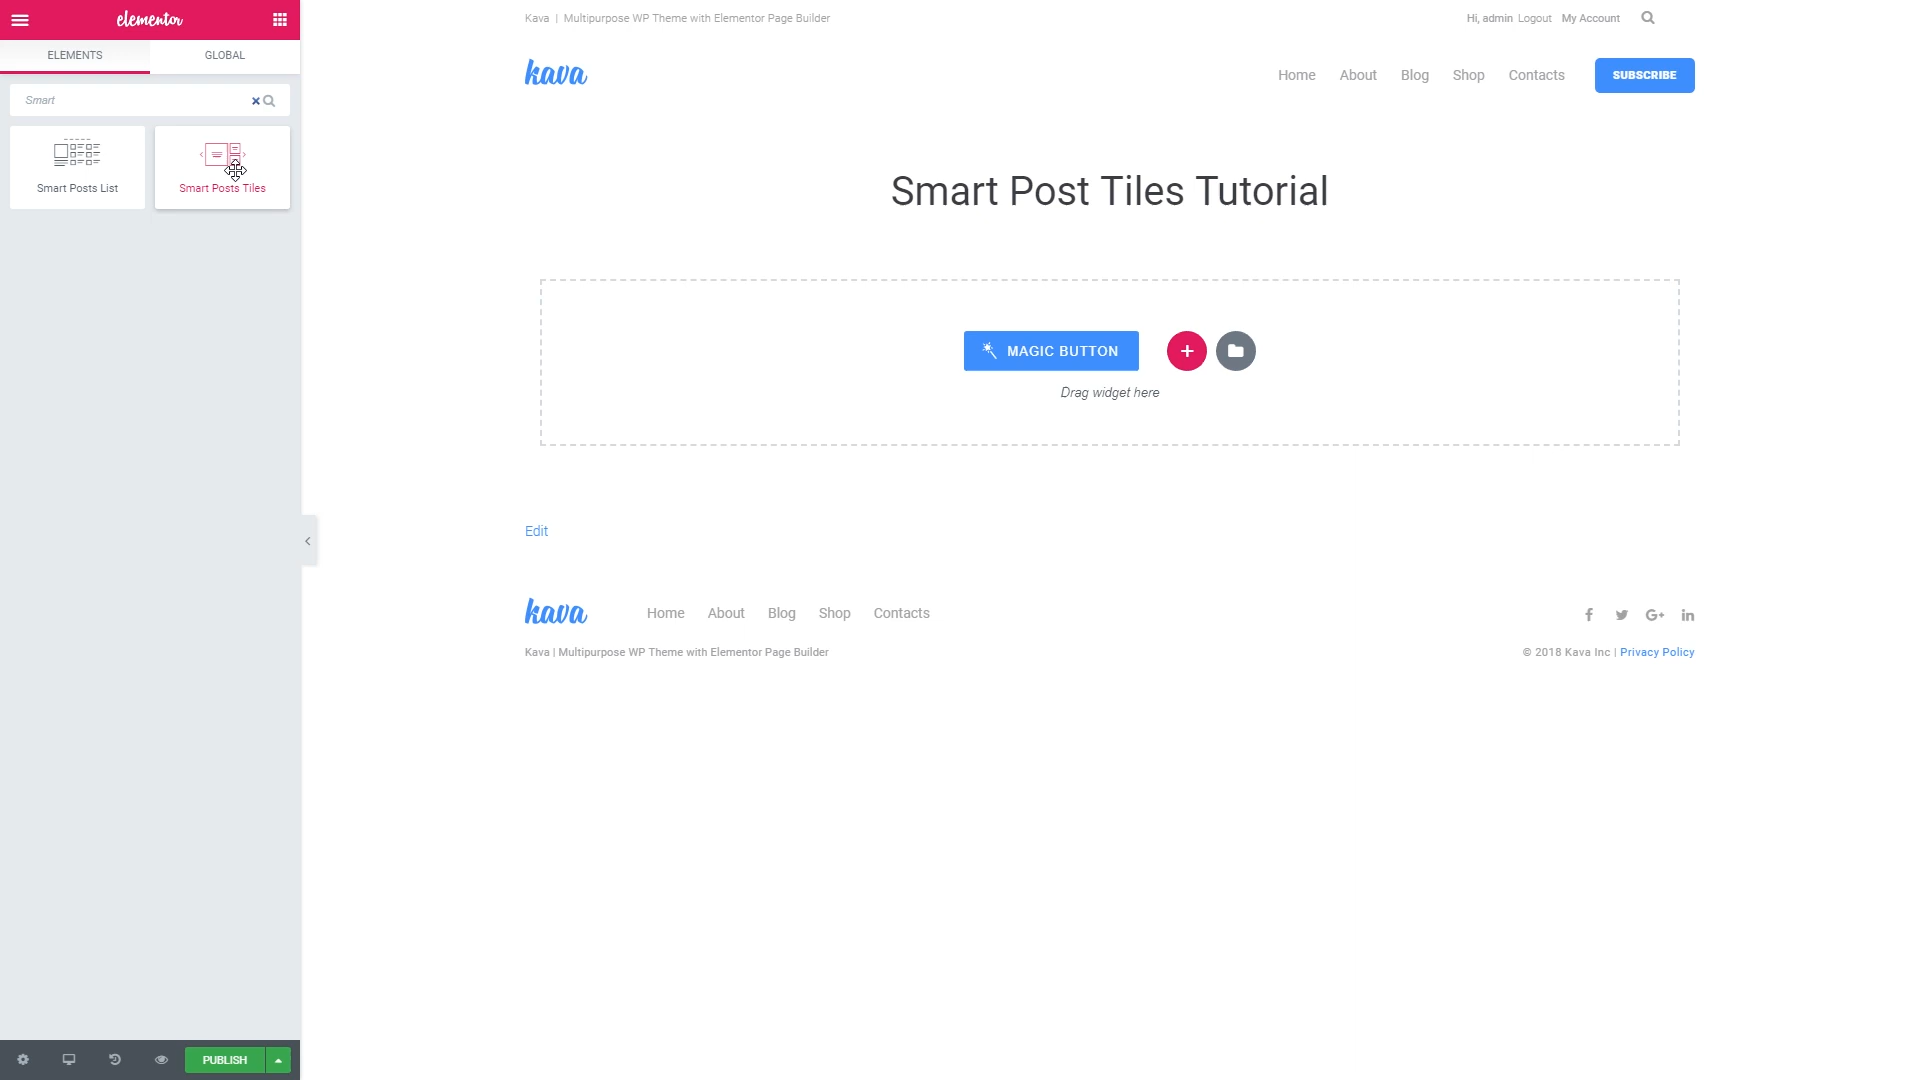 elementor
ELEMENTS
GLOBAL
Smart
Smart Posts List
Smart Posts Tiles
PUBLISH
Kava | Multipurpose WP Theme with Elementor Page Builder
Hi, admin Logout My Account
kava
Home About Blog Shop Contacts
SUBSCRIBE
Smart Post Tiles Tutorial
MAGIC BUTTON
Drag widget here
Edit
kava
Home About Blog Shop Contacts
Kava | Multipurpose WP Theme with Elementor Page Builder
© 2018 Kava Inc | Privacy Policy